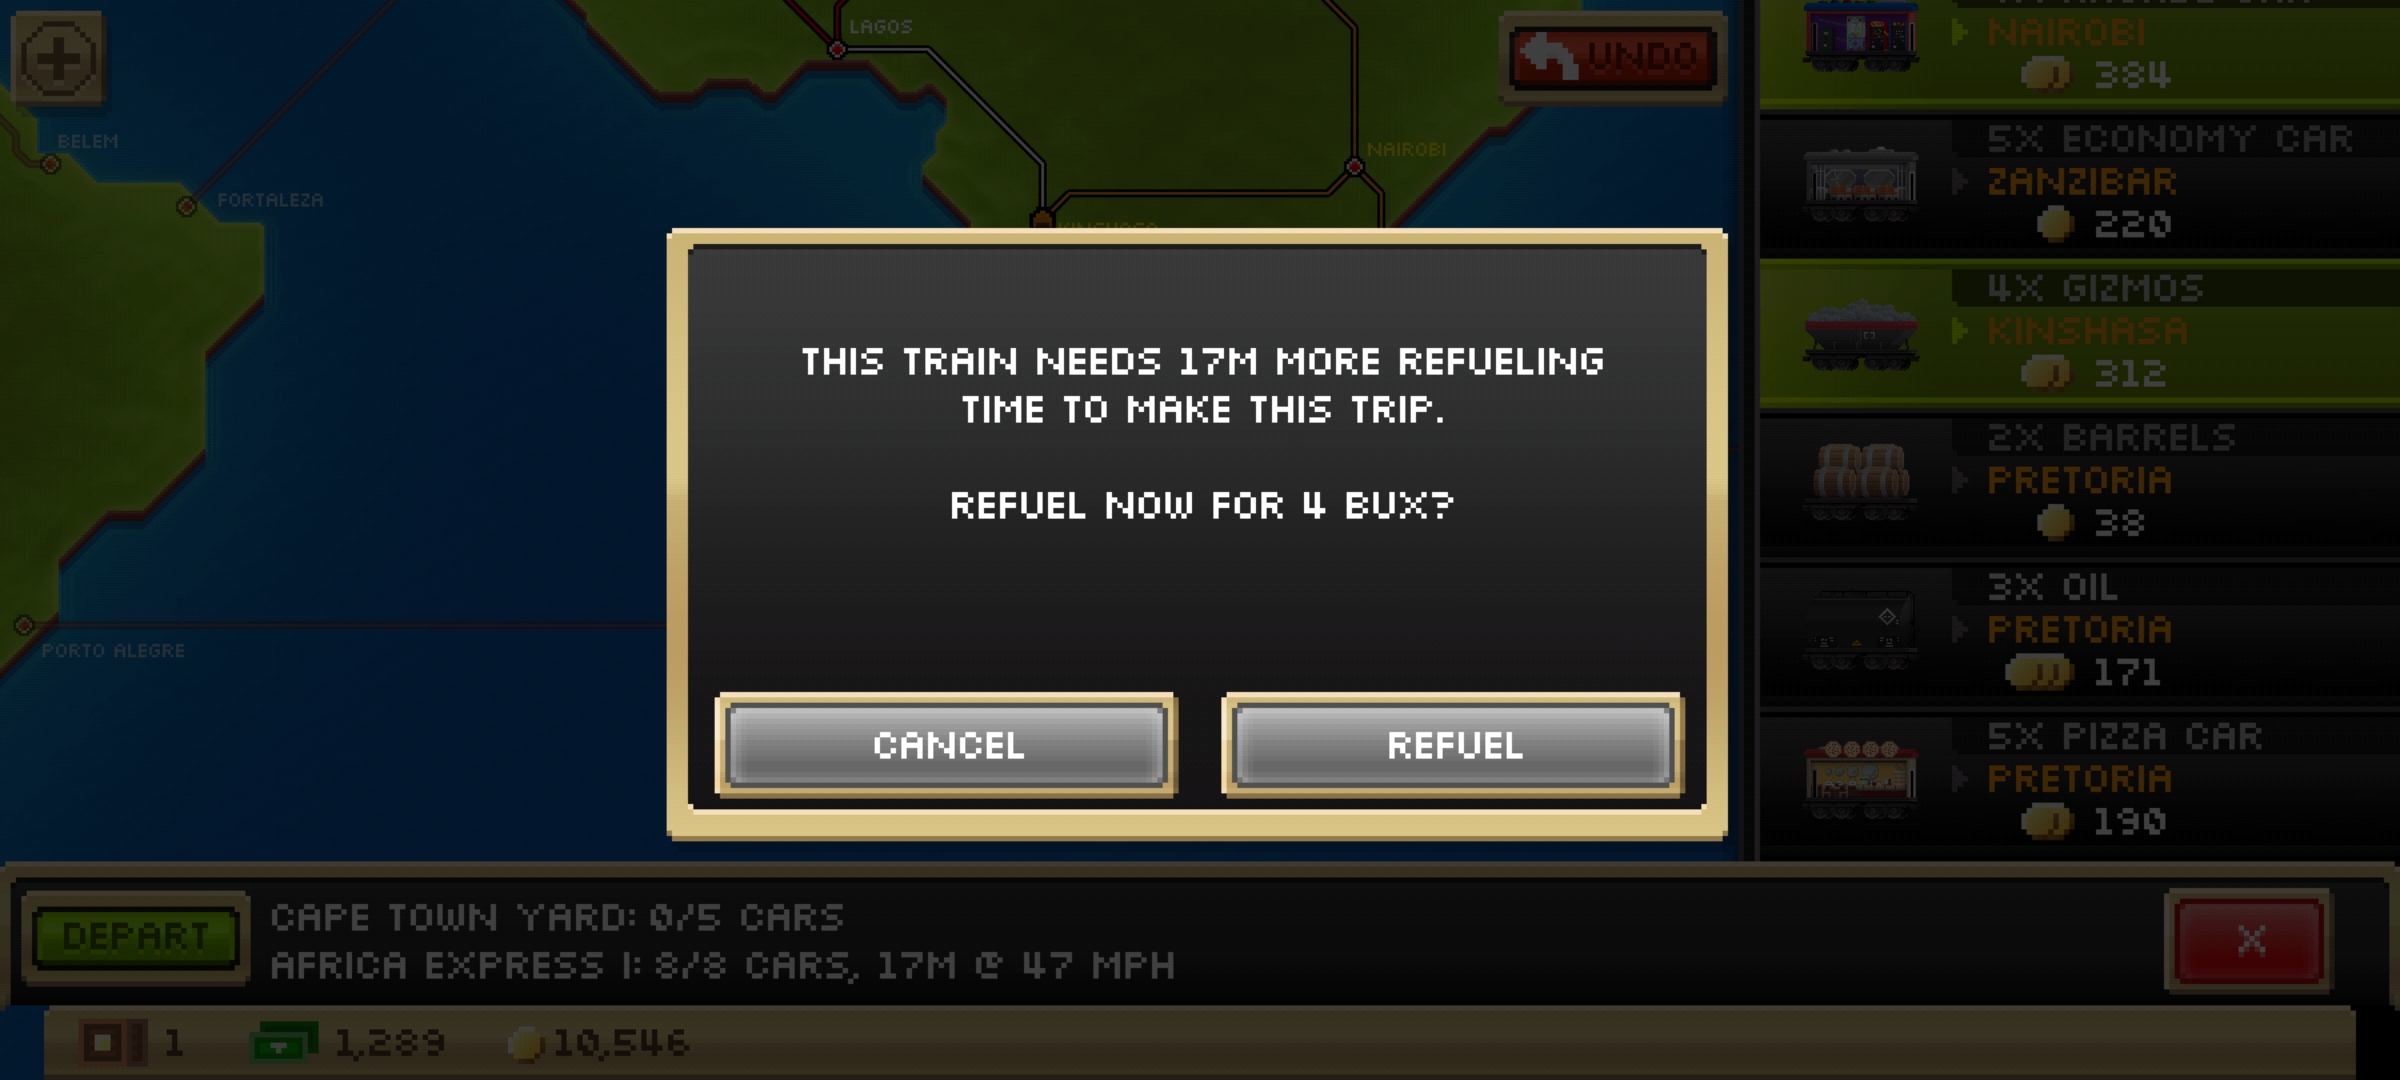 LAGOS
UNDO
BELEM
NAIROBI
FORTALEZA
KINSHASA
PORTO ALEGRE
NAIROBI
384
5X ECONOMY CAR
ZANZIBAR
220
4X GIZMOS
KINSHASA
312
2X BARRELS
PRETORIA
38
3X OIL
PRETORIA
171
5X PIZZA CAR
PRETORIA
190
THIS TRAIN NEEDS 17M MORE REFUELING
TIME TO MAKE THIS TRIP.
REFUEL NOW FOR 4 BUX?
CANCEL
REFUEL
DEPART
CAPE TOWN YARD: 0/5 CARS
AFRICA EXPRESS I: 8/8 CARS, 17M @ 47 MPH
X
1
1,289
10,546